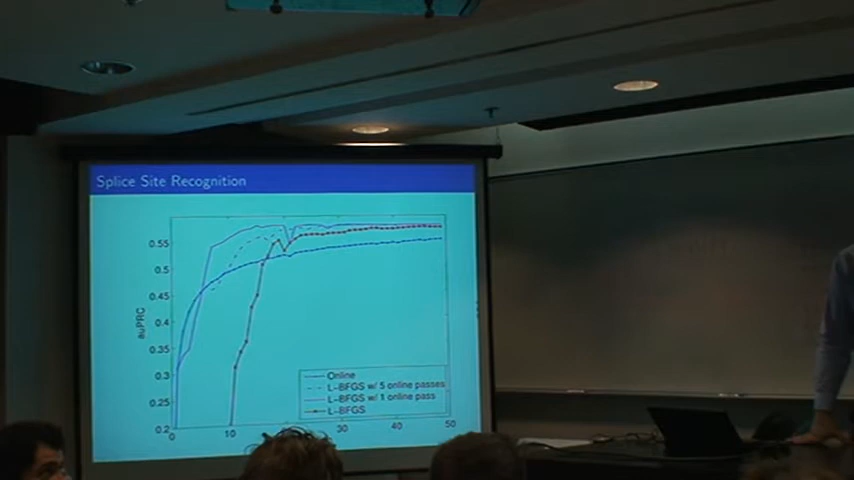 Splice Site Recognition
0.55
0.5
0.45
0.4
0.35
0.3
0.25
0.2
auPRC
Online
L-BFGS w/ 5 online passes
L-BFGS w/ 1 online pass
L-BFGS
0
10
30
40
50